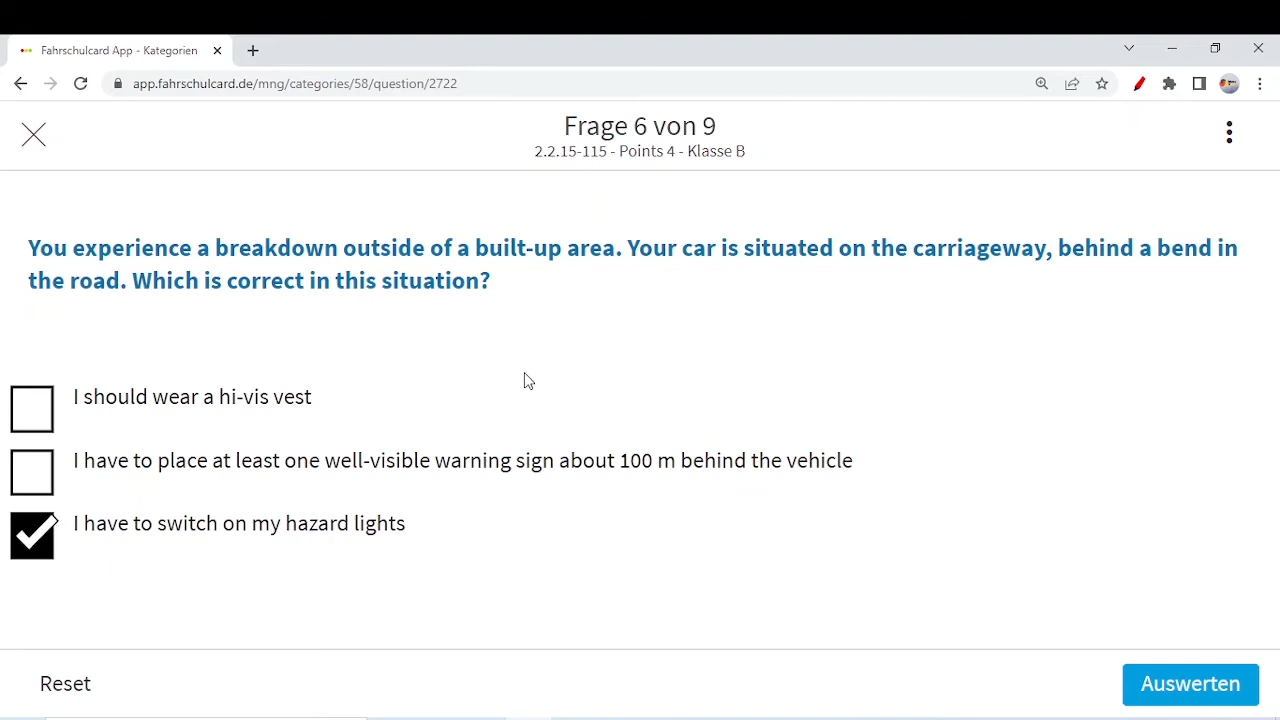 Fahrschulcard App - Kategorien
app.fahrschulcard.de/mng/categories/58/question/2722
Frage 6 von 9
2.2.15-115 - Points 4 - Klasse B
You experience a breakdown outside of a built-up area. Your car is situated on the carriageway, behind a bend in
the road. Which is correct in this situation?
I should wear a hi-vis vest
I have to place at least one well-visible warning sign about 100 m behind the vehicle
I have to switch on my hazard lights
Reset
Auswerten